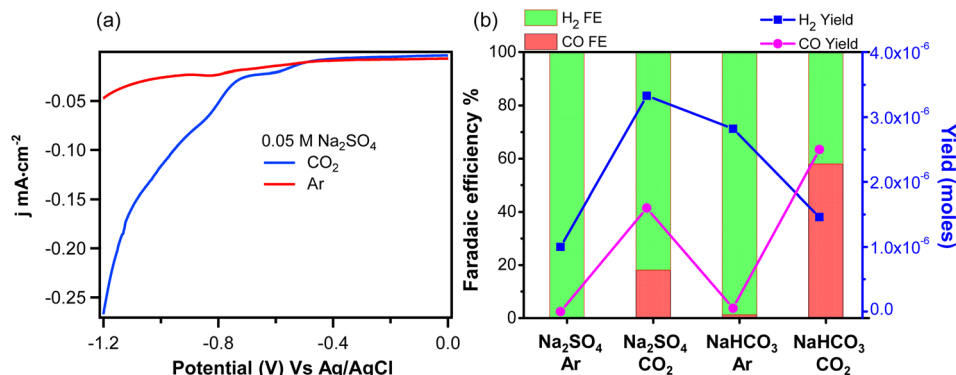 (a)
j mA·cm⁻²
-0.05
-0.10
-0.15
-0.20
-0.25
0.05 M Na₂SO₄
CO₂
Ar
-1.2
-0.8
-0.4
0.0
Potential (V) Vs Ag/AgCl
(b)
H₂ FE
CO FE
H₂ Yield
CO Yield
Faradaic efficiency %
100
80
60
40
20
0
4.0x10⁻⁶
3.0x10⁻⁶
2.0x10⁻⁶
1.0x10⁻⁶
0.0
Yield (moles)
Na₂SO₄
Ar
Na₂SO₄
CO₂
NaHCO₃
Ar
NaHCO₃
CO₂